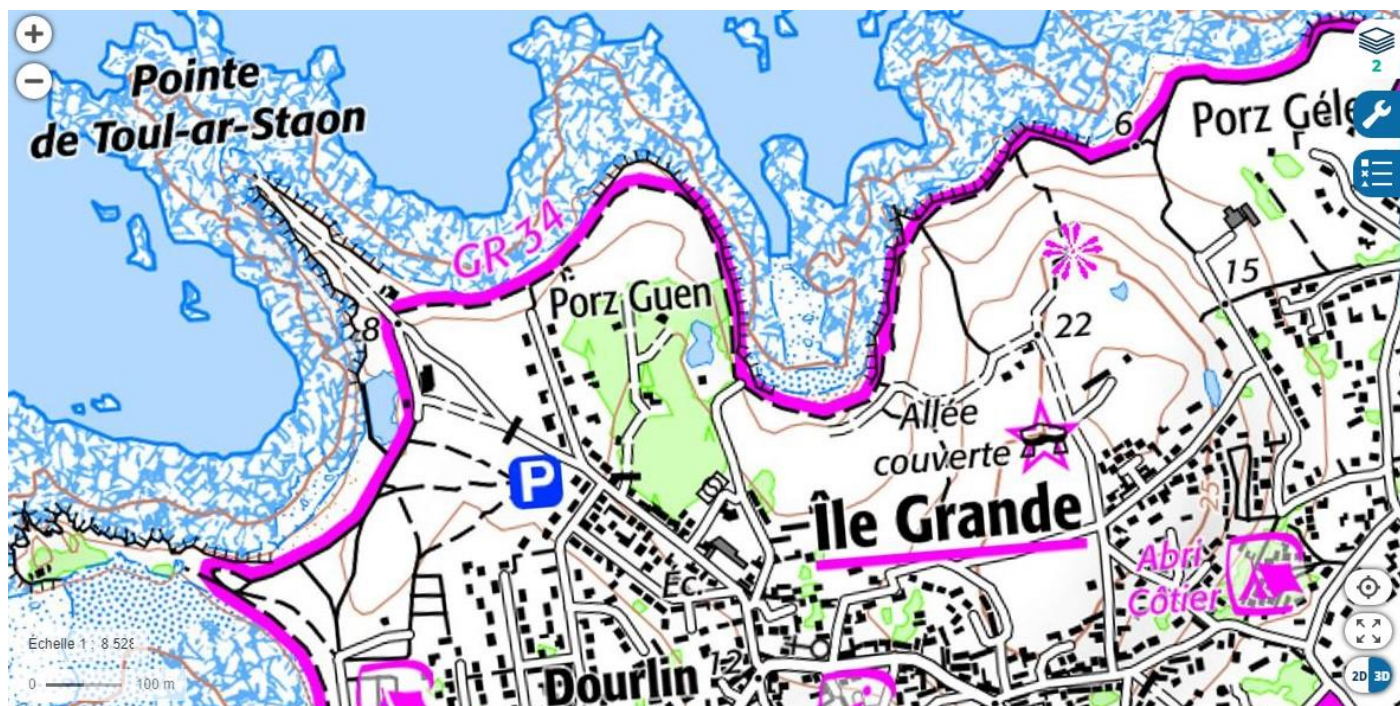 +
−
2
Pointe
de Toul-ar-Staon
GR 34
6
Porz Géle
Porz Guen
15
8
22
Allée
couverte
P
Île Grande
25
Abri
Côtier
Éc.
Échelle 1 : 8 528
0 100 m
12
Dourlin
2D 3D